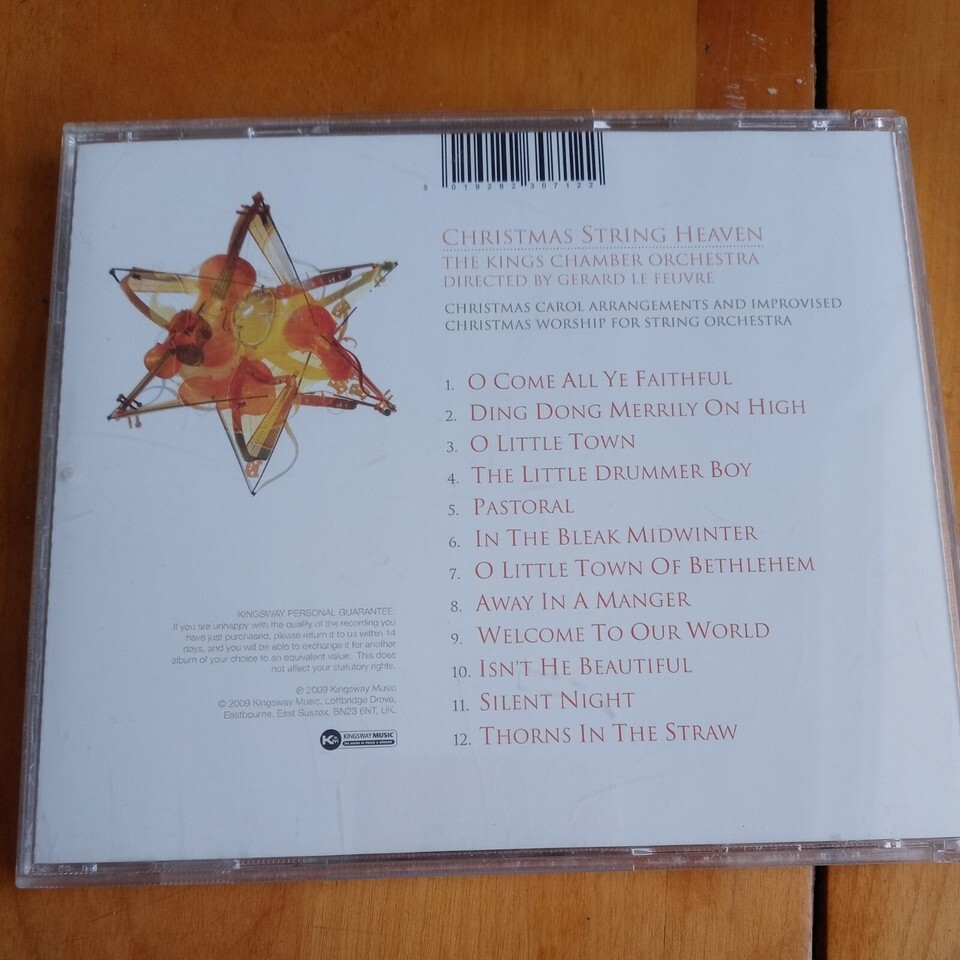 5 019282 307122
CHRISTMAS STRING HEAVEN
THE KINGS CHAMBER ORCHESTRA
DIRECTED BY GERARD LE FEUVRE
CHRISTMAS CAROL ARRANGEMENTS AND IMPROVISED
CHRISTMAS WORSHIP FOR STRING ORCHESTRA
1. O COME ALL YE FAITHFUL
2. DING DONG MERRILY ON HIGH
3. O LITTLE TOWN
4. THE LITTLE DRUMMER BOY
5. PASTORAL
6. IN THE BLEAK MIDWINTER
7. O LITTLE TOWN OF BETHLEHEM
8. AWAY IN A MANGER
9. WELCOME TO OUR WORLD
10. ISN'T HE BEAUTIFUL
11. SILENT NIGHT
12. THORNS IN THE STRAW
KINGSWAY PERSONAL GUARANTEE:
If you are unhappy with the quality of the recording you
have just purchased, please return it to us within 14
days, and you will be able to exchange it for another
album of your choice to an equivalent value. This does
not affect your statutory rights.
℗ 2009 Kingsway Music
© 2009 Kingsway Music, Lottbridge Drove,
Eastbourne, East Sussex, BN23 6NT, UK.
KINGSWAY MUSIC